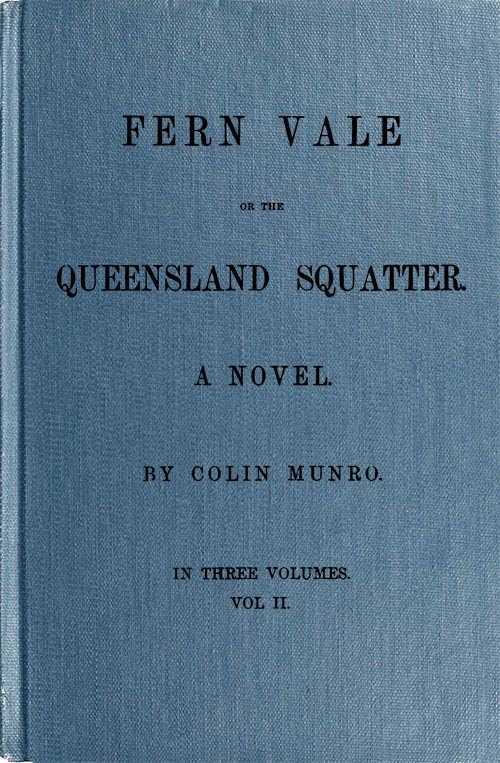 FERN VALE
OR THE
QUEENSLAND SQUATTER.
A NOVEL.
BY COLIN MUNRO.
IN THREE VOLUMES.
VOL II.